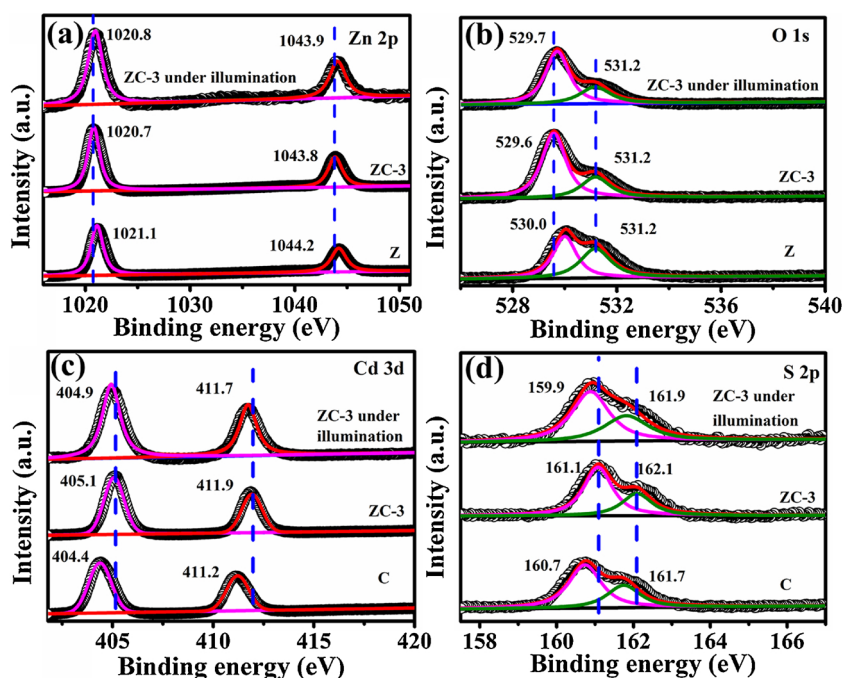 (a)
1020.8
1043.9
Zn 2p
ZC-3 under illumination
1020.7
1043.8
ZC-3
1021.1
1044.2
Z
Intensity (a.u.)
1020
1030
1040
1050
Binding energy (eV)
(b)
529.7
531.2
O 1s
ZC-3 under illumination
529.6
531.2
ZC-3
530.0
531.2
Z
Intensity (a.u.)
528
532
536
540
Binding energy (eV)
(c)
404.9
411.7
Cd 3d
ZC-3 under
illumination
405.1
411.9
ZC-3
404.4
411.2
C
Intensity (a.u.)
405
410
415
420
Binding energy (eV)
(d)
159.9
161.9
S 2p
ZC-3 under
illumination
161.1
162.1
ZC-3
160.7
161.7
C
Intensity (a.u.)
158
160
162
164
166
Binding energy (eV)